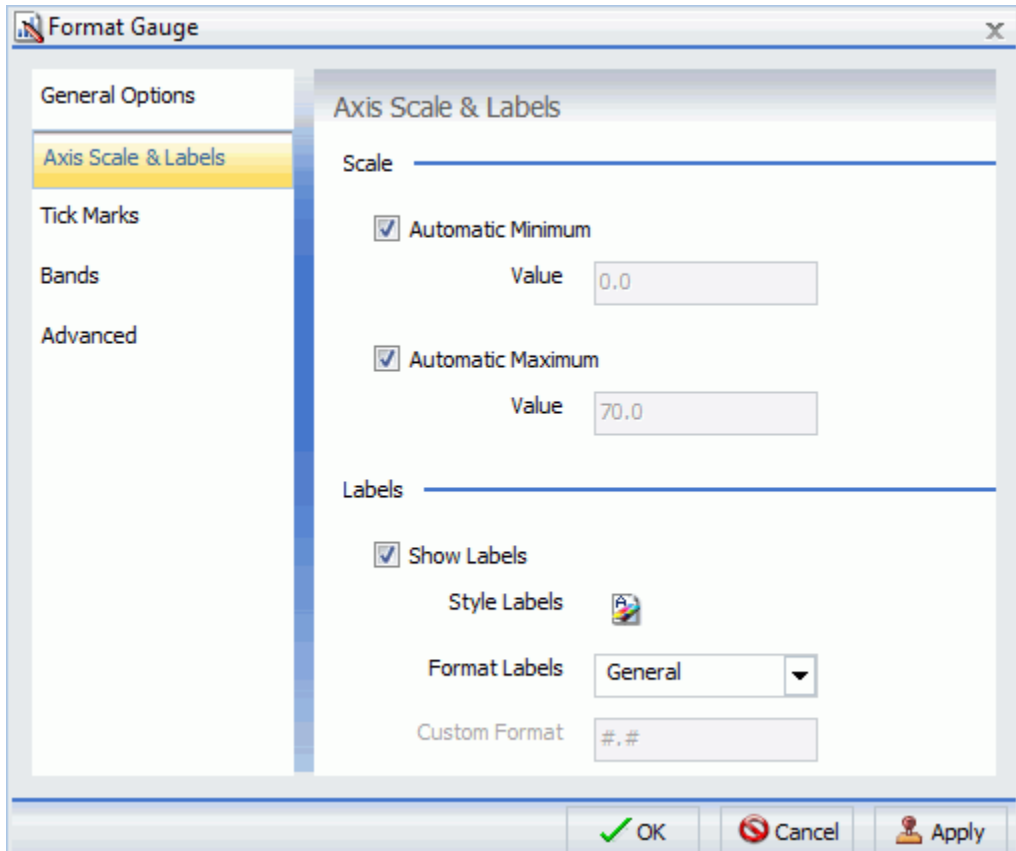 Format Gauge
General Options
Axis Scale & Labels
Tick Marks
Bands
Advanced
Axis Scale & Labels
Scale
Automatic Minimum
Value 0.0
Automatic Maximum
Value 70.0
Labels
Show Labels
Style Labels
Format Labels General
Custom Format #.#
OK Cancel Apply